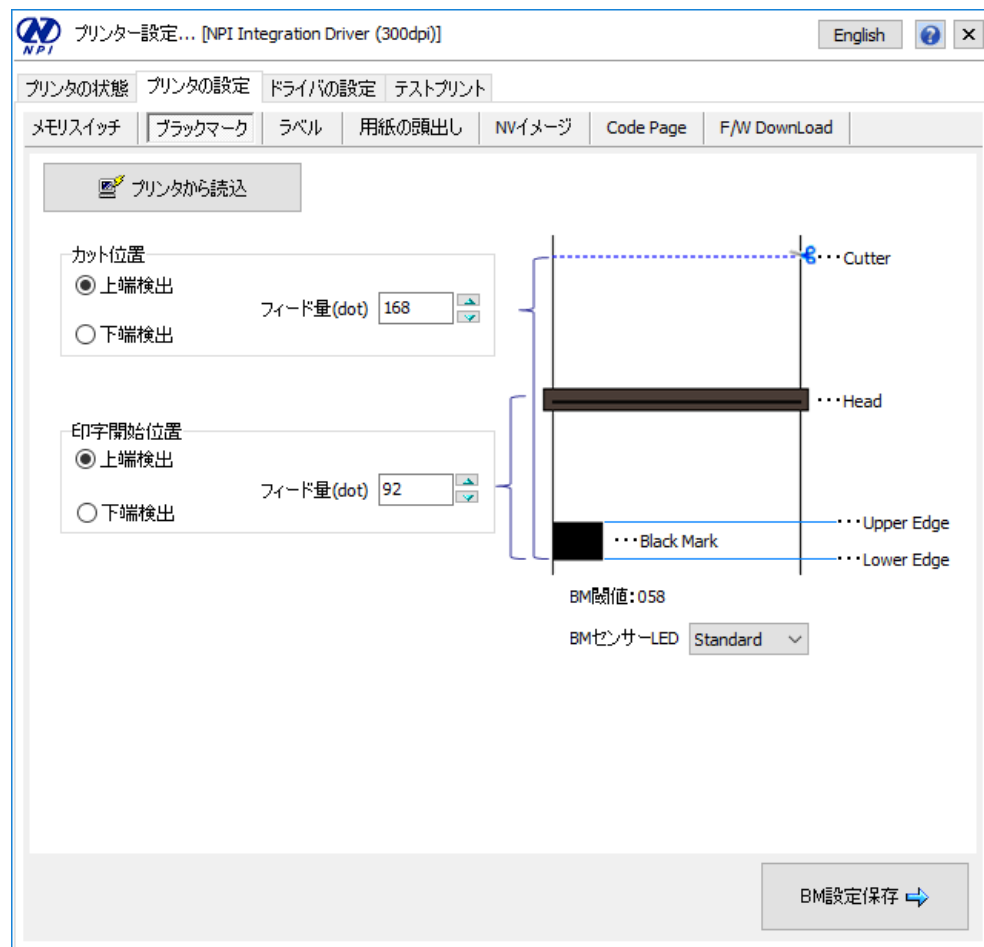 NPI プリンター設定... [NPI Integration Driver (300dpi)] English ? ×
プリンタの状態 プリンタの設定 ドライバの設定 テストプリント
メモリスイッチ ブラックマーク ラベル 用紙の頭出し NVイメージ Code Page F/W DownLoad
プリンタから読込
カット位置
上端検出
フィード量(dot) 168
下端検出
印字開始位置
上端検出
フィード量(dot) 92
下端検出
･･･Cutter
･･･Head
･･･Upper Edge
･･･Black Mark
･･･Lower Edge
BM閾値:058
BMセンサーLED Standard
BM設定保存